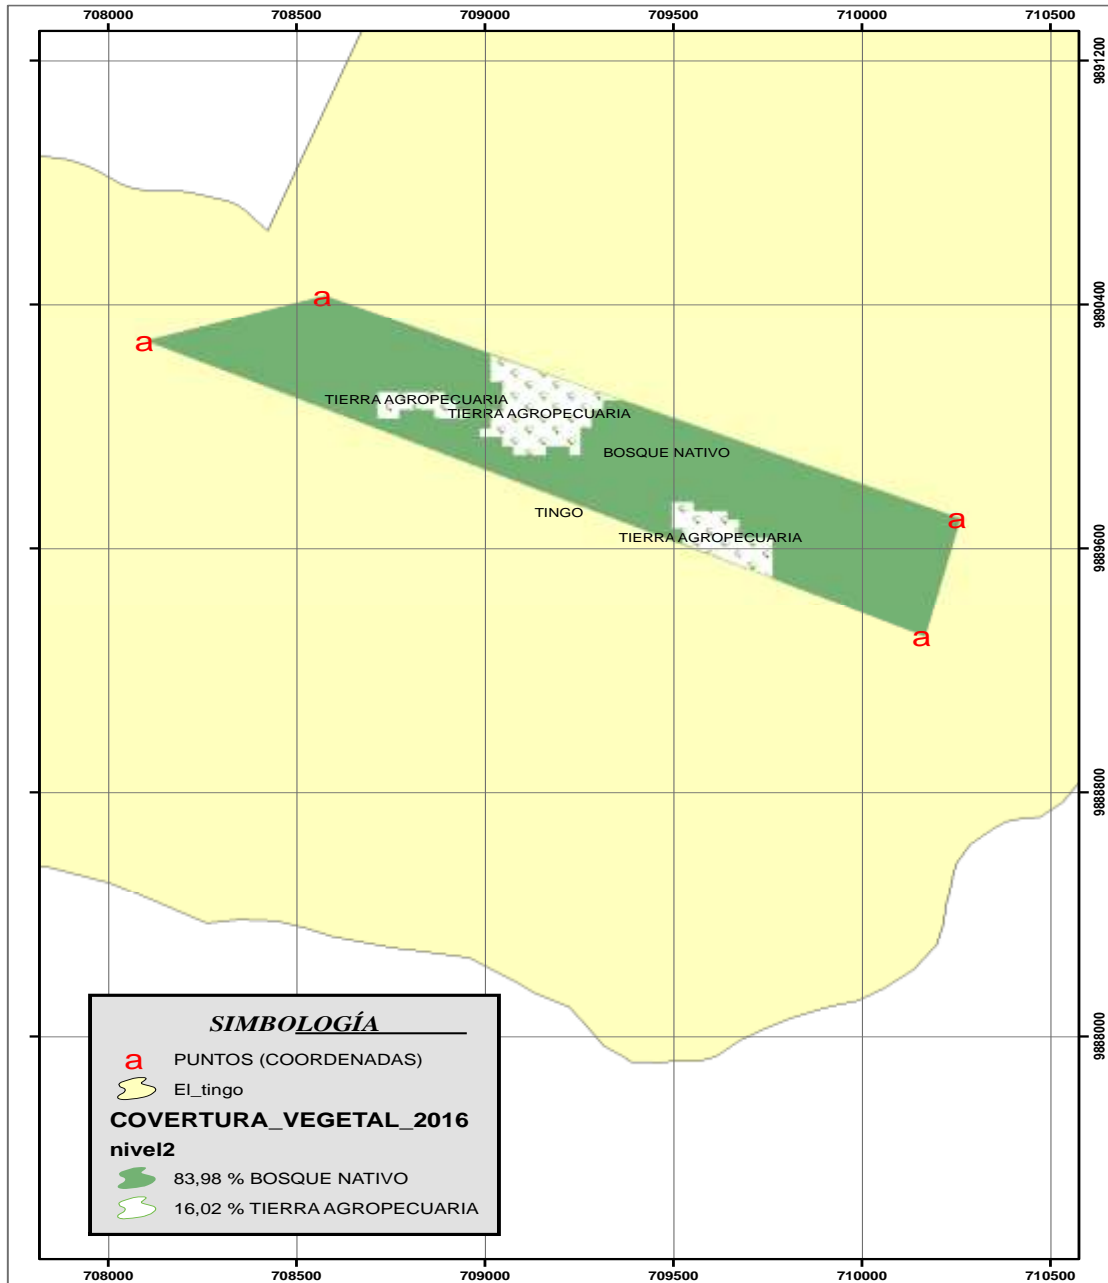 708000 708500 709000 709500 710000 710500
9891200
a
9890400
a
TIERRA AGROPECUARIA
TIERRA AGROPECUARIA
BOSQUE NATIVO
TINGO
a
TIERRA AGROPECUARIA
9889600
a
9888800
SIMBOLOGÍA
a PUNTOS (COORDENADAS)
El_tingo
COVERTURA_VEGETAL_2016
nivel2
83,98 % BOSQUE NATIVO
16,02 % TIERRA AGROPECUARIA
9888000
708000 708500 709000 709500 710000 710500